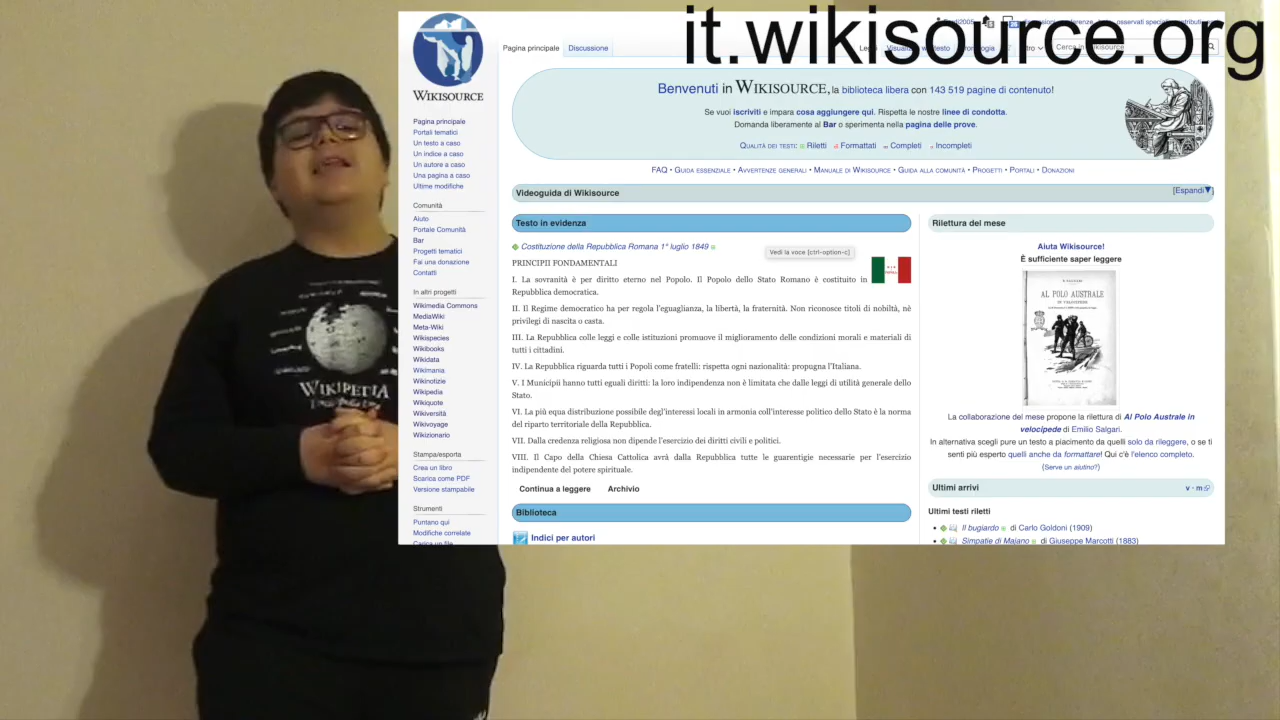 it.wikisource.org
WIKISOURCE
Pagina principale
Portali tematici
Un testo a caso
Un indice a caso
Un autore a caso
Una pagina a caso
Ultime modifiche
Comunità
Aiuto
Portale Comunità
Bar
Progetti tematici
Fai una donazione
Contatti
In altri progetti
Wikimedia Commons
MediaWiki
Meta-Wiki
Wikispecies
Wikibooks
Wikidata
Wikimania
Wikinotizie
Wikipedia
Wikiquote
Wikiversità
Wikivoyage
Wikizionario
Stampa/esporta
Crea un libro
Scarica come PDF
Versione stampabile
Strumenti
Puntano qui
Modifiche correlate
Carica un file
Pagina principale Discussione
Benvenuti in WIKISOURCE, la biblioteca libera con 143 519 pagine di contenuto!
Se vuoi iscriviti e impara cosa aggiungere qui. Rispetta le nostre linee di condotta.
Domanda liberamente al Bar o sperimenta nella pagina delle prove.
QUALITÀ DEI TESTI: Riletti Formattati Completi Incompleti
FAQ • GUIDA ESSENZIALE • AVVERTENZE GENERALI • MANUALE DI WIKISOURCE • GUIDA ALLA COMUNITÀ • PROGETTI • PORTALI • DONAZIONI
Videoguida di Wikisource [Espandi▼]
Testo in evidenza
Costituzione della Repubblica Romana 1° luglio 1849
Vedi la voce [ctrl-option-c]
PRINCIPII FONDAMENTALI
I. La sovranità è per diritto eterno nel Popolo. Il Popolo dello Stato Romano è costituito in
Repubblica democratica.
II. Il Regime democratico ha per regola l'eguaglianza, la libertà, la fraternità. Non riconosce titoli di nobiltà, nè
privilegi di nascita o casta.
III. La Repubblica colle leggi e colle istituzioni promuove il miglioramento delle condizioni morali e materiali di
tutti i cittadini.
IV. La Repubblica riguarda tutti i Popoli come fratelli: rispetta ogni nazionalità: propugna l'Italiana.
V. I Municipii hanno tutti eguali diritti: la loro indipendenza non è limitata che dalle leggi di utilità generale dello
Stato.
VI. La più equa distribuzione possibile degl'interessi locali in armonia coll'interesse politico dello Stato è la norma
del riparto territoriale della Repubblica.
VII. Dalla credenza religiosa non dipende l'esercizio dei diritti civili e politici.
VIII. Il Capo della Chiesa Cattolica avrà dalla Repubblica tutte le guarentigie necessarie per l'esercizio
indipendente del potere spirituale.
Continua a leggere Archivio
Biblioteca
Indici per autori
Rilettura del mese
Aiuta Wikisource!
È sufficiente saper leggere
AL POLO AUSTRALE
IN VELOCIPEDE
La collaborazione del mese propone la rilettura di Al Polo Australe in
velocipede di Emilio Salgari.
In alternativa scegli pure un testo a piacimento da quelli solo da rileggere, o se ti
senti più esperto quelli anche da formattare! Qui c'è l'elenco completo.
(Serve un aiutino?)
Ultimi arrivi v · m
Ultimi testi riletti
Il bugiardo di Carlo Goldoni (1909)
Simpatie di Majano di Giuseppe Marcotti (1883)
WIKIPEDIA